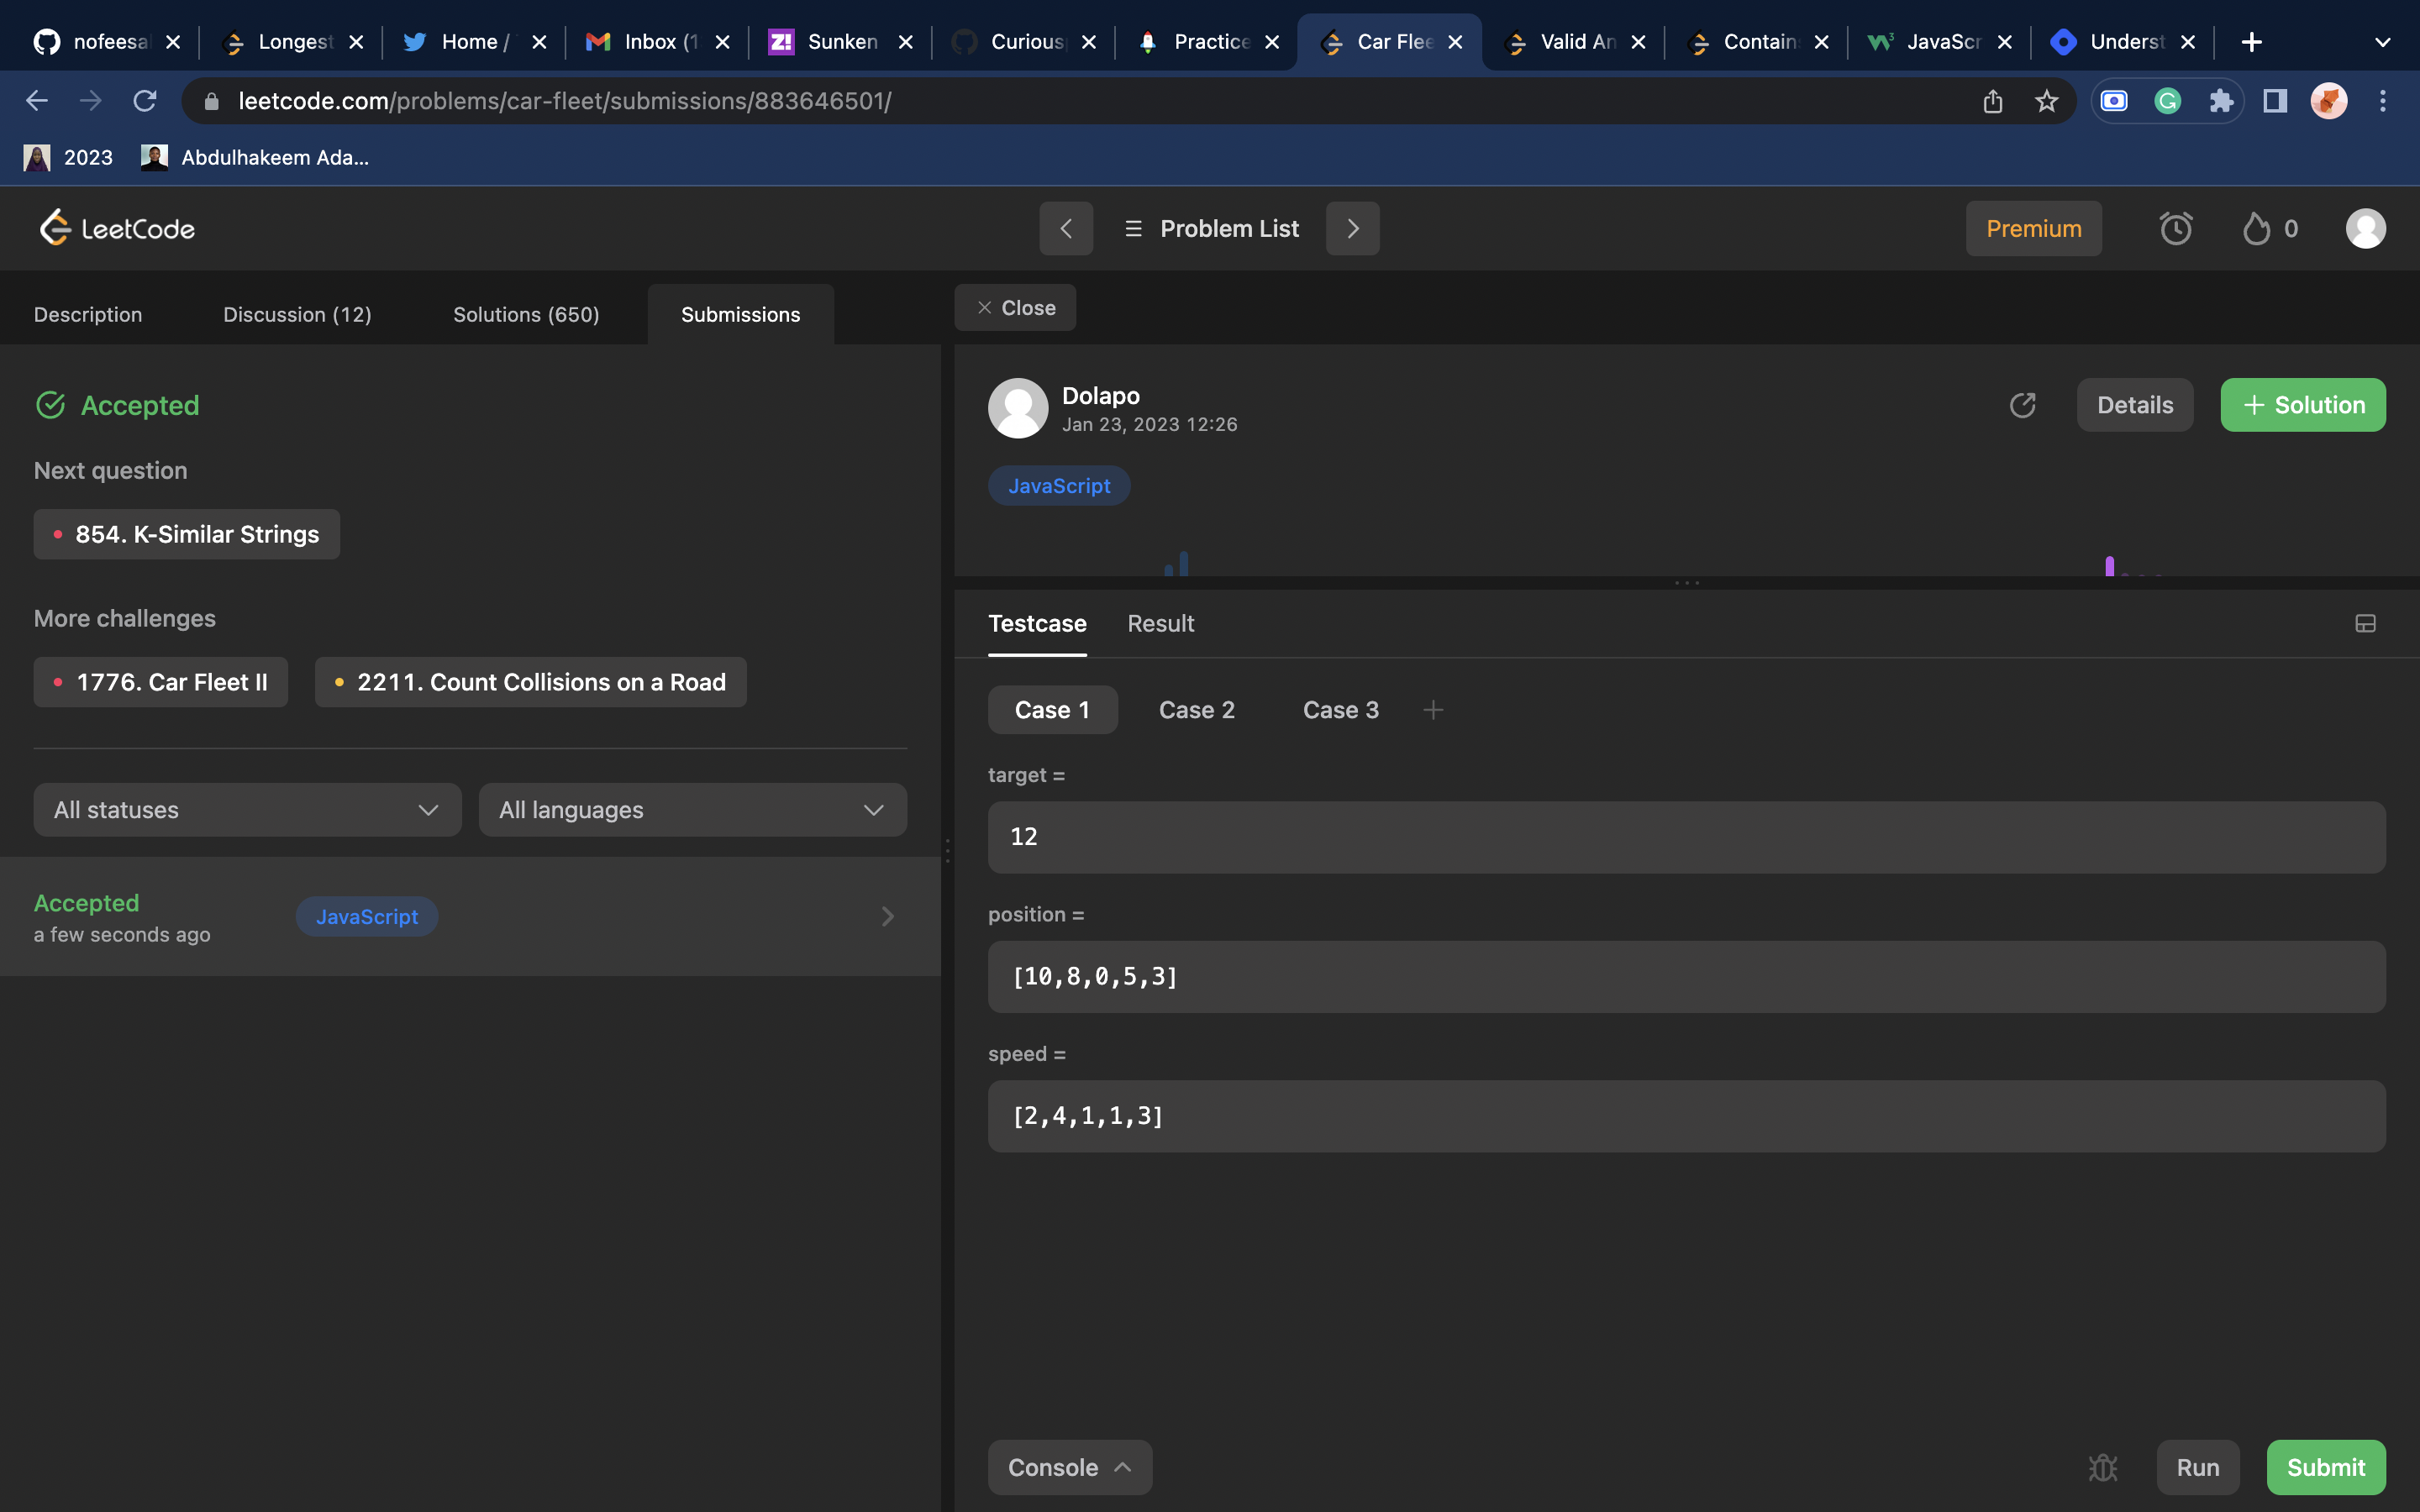 nofeesa Longest Home / Inbox (1 Sunken Curious Practice Car Flee Valid An Contain JavaScr Underst
leetcode.com/problems/car-fleet/submissions/883646501/
2023 Abdulhakeem Ada...
LeetCode Problem List Premium 0
Description Discussion (12) Solutions (650) Submissions Close
Accepted
Next question
854. K-Similar Strings
More challenges
1776. Car Fleet II 2211. Count Collisions on a Road
All statuses All languages
Accepted JavaScript
a few seconds ago
Dolapo
Jan 23, 2023 12:26
Details + Solution
JavaScript
Testcase Result
Case 1 Case 2 Case 3 +
target =
12
position =
[10,8,0,5,3]
speed =
[2,4,1,1,3]
Console Run Submit